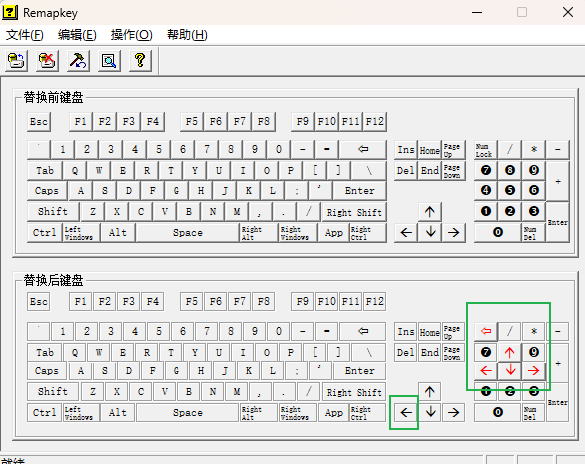 Remapkey
文件(F) 编辑(E) 操作(O) 帮助(H)
替换前键盘
Esc F1 F2 F3 F4 F5 F6 F7 F8 F9 F10 F11 F12
` 1 2 3 4 5 6 7 8 9 0 - = ⇦ Ins Home Page Up Num Lock / * -
Tab Q W E R T Y U I O P [ ] \ Del End Page Down 7 8 9 +
Caps A S D F G H J K L ; ' Enter 4 5 6
Shift Z X C V B N M , . / Right Shift ↑ 1 2 3 Enter
Ctrl Left Windows Alt Space Right Alt Right Windows App Right Ctrl ← ↓ → 0 Num Del
替换后键盘
Esc F1 F2 F3 F4 F5 F6 F7 F8 F9 F10 F11 F12
` 1 2 3 4 5 6 7 8 9 0 - = ⇦ Ins Home Page Up ⇦ / * -
Tab Q W E R T Y U I O P [ ] \ Del End Page Down 7 ↑ 9 +
Caps A S D F G H J K L ; ' Enter ← ↓ →
Shift Z X C V B N M , . / Right Shift ↑ 1 2 3 Enter
Ctrl Left Windows Alt Space Right Alt Right Windows App Right Ctrl ← ↓ → 0 Num Del
就绪